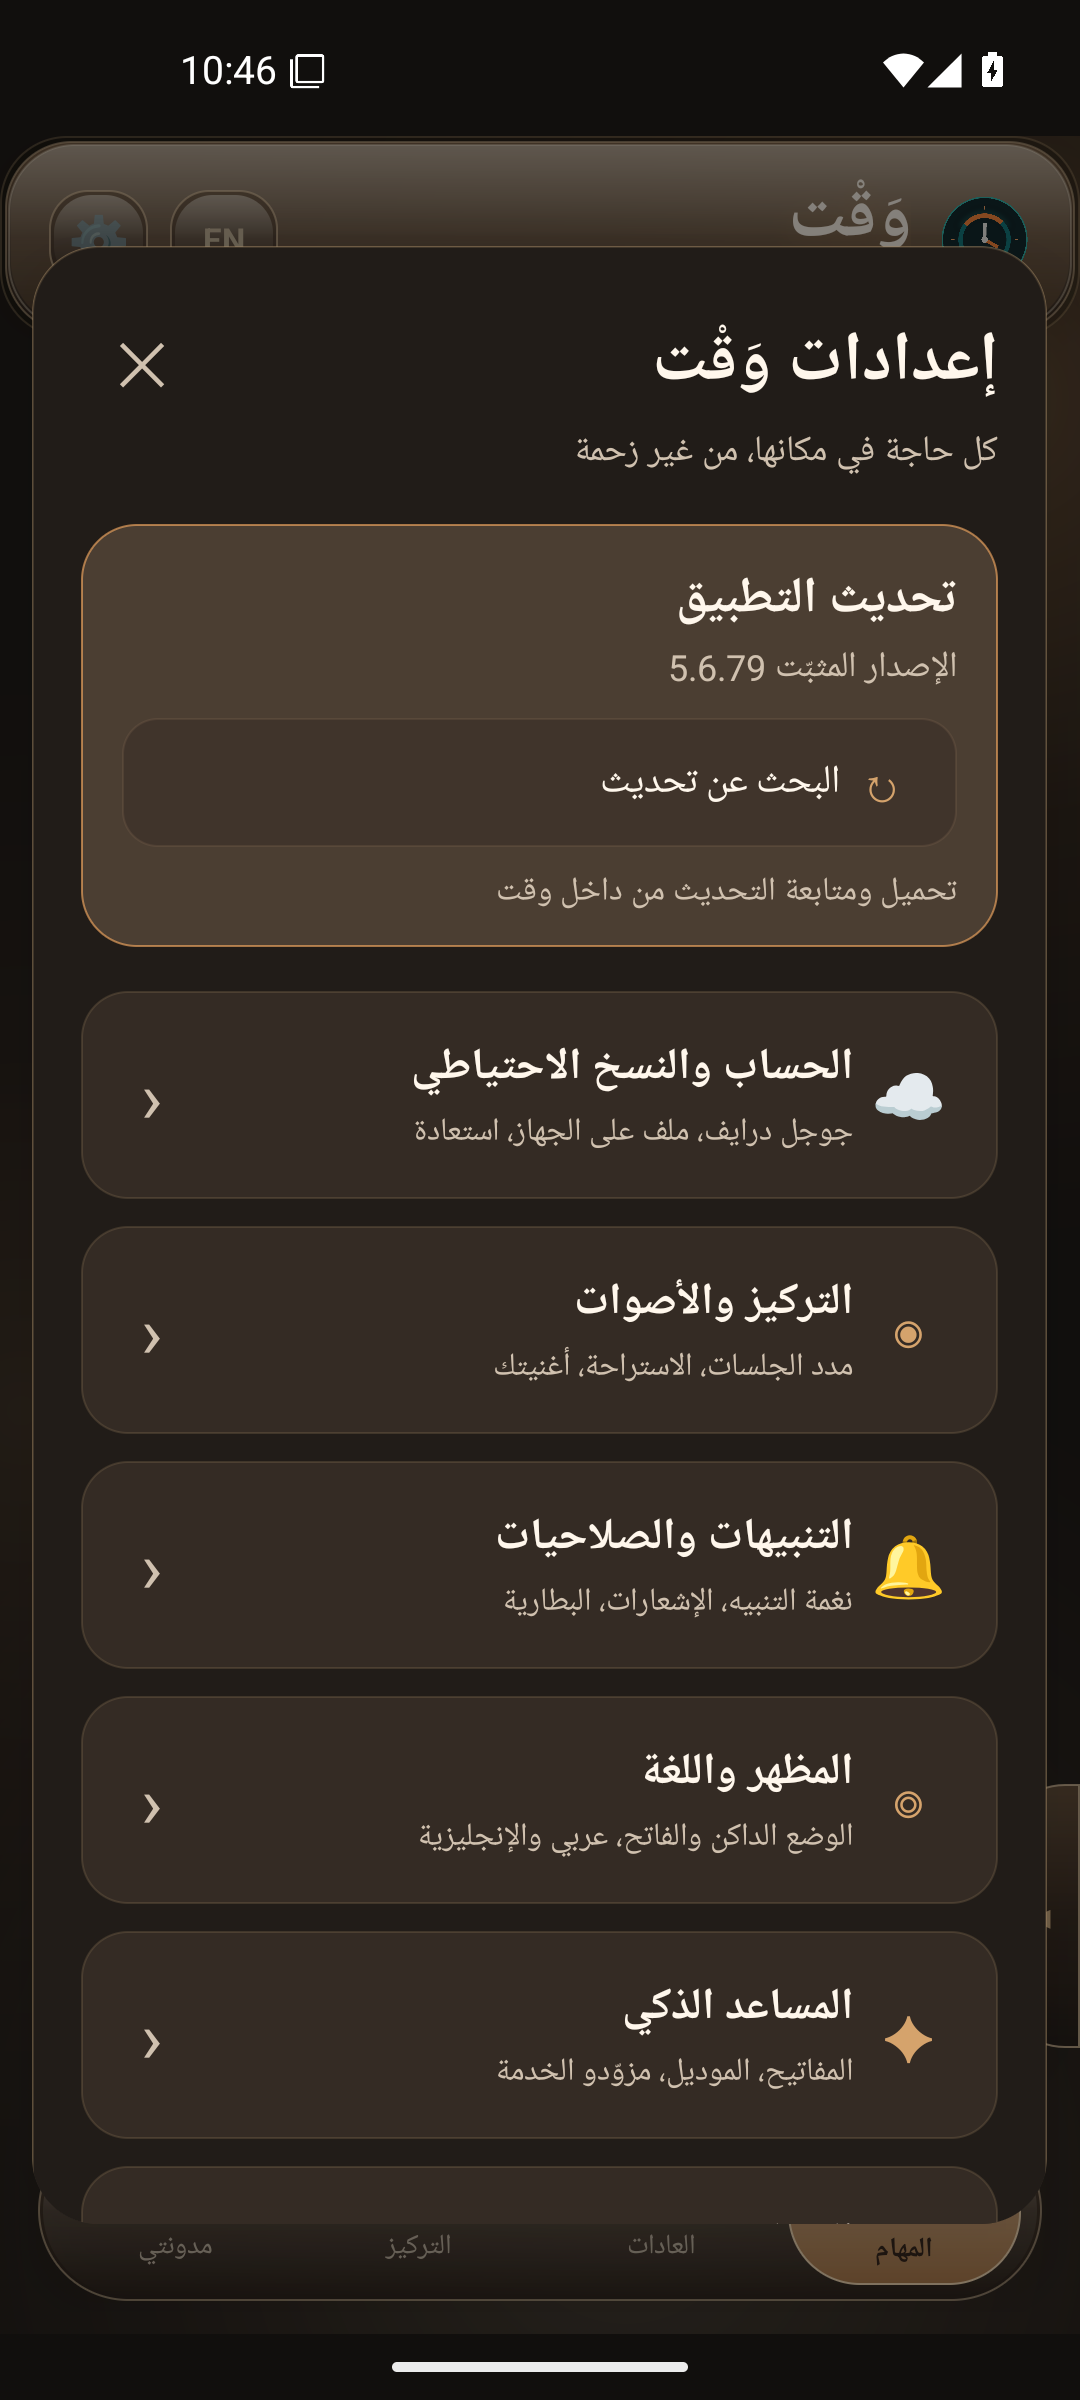 10:46
وَقْت
EN
إعدادات وَقْت
كل حاجة في مكانها، من غير زحمة
تحديث التطبيق
الإصدار المثبّت 5.6.79
البحث عن تحديث
تحميل ومتابعة التحديث من داخل وقت
الحساب والنسخ الاحتياطي
جوجل درايف، ملف على الجهاز، استعادة
التركيز والأصوات
مدد الجلسات، الاستراحة، أغنيتك
التنبيهات والصلاحيات
نغمة التنبيه، الإشعارات، البطارية
المظهر واللغة
الوضع الداكن والفاتح، عربي والإنجليزية
المساعد الذكي
المفاتيح، الموديل، مزوّدو الخدمة
المهام
العادات
التركيز
مدونتي